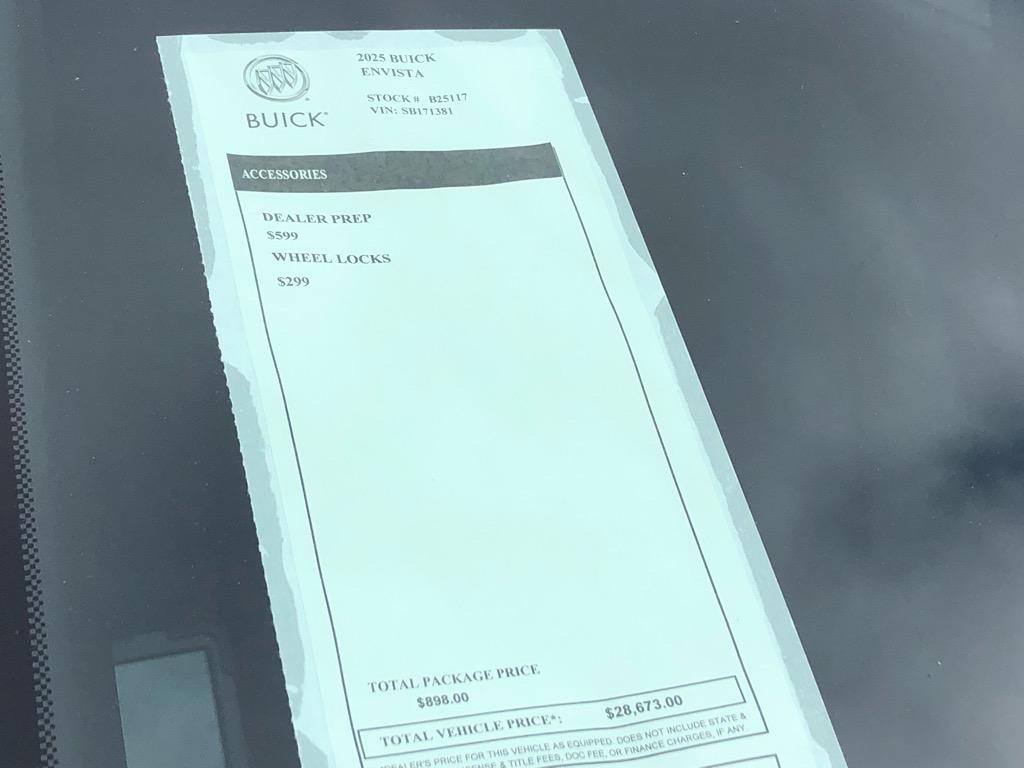 2025 BUICK
ENVISTA
STOCK # B25117
VIN: SB171381
BUICK
ACCESSORIES
DEALER PREP
$599
WHEEL LOCKS
$299
TOTAL PACKAGE PRICE
$898.00
TOTAL VEHICLE PRICE*: $28,673.00
DEALER'S PRICE FOR THIS VEHICLE AS EQUIPPED. DOES NOT INCLUDE STATE &
& TITLE FEES, DOC FEE, OR FINANCE CHARGES, IF ANY.